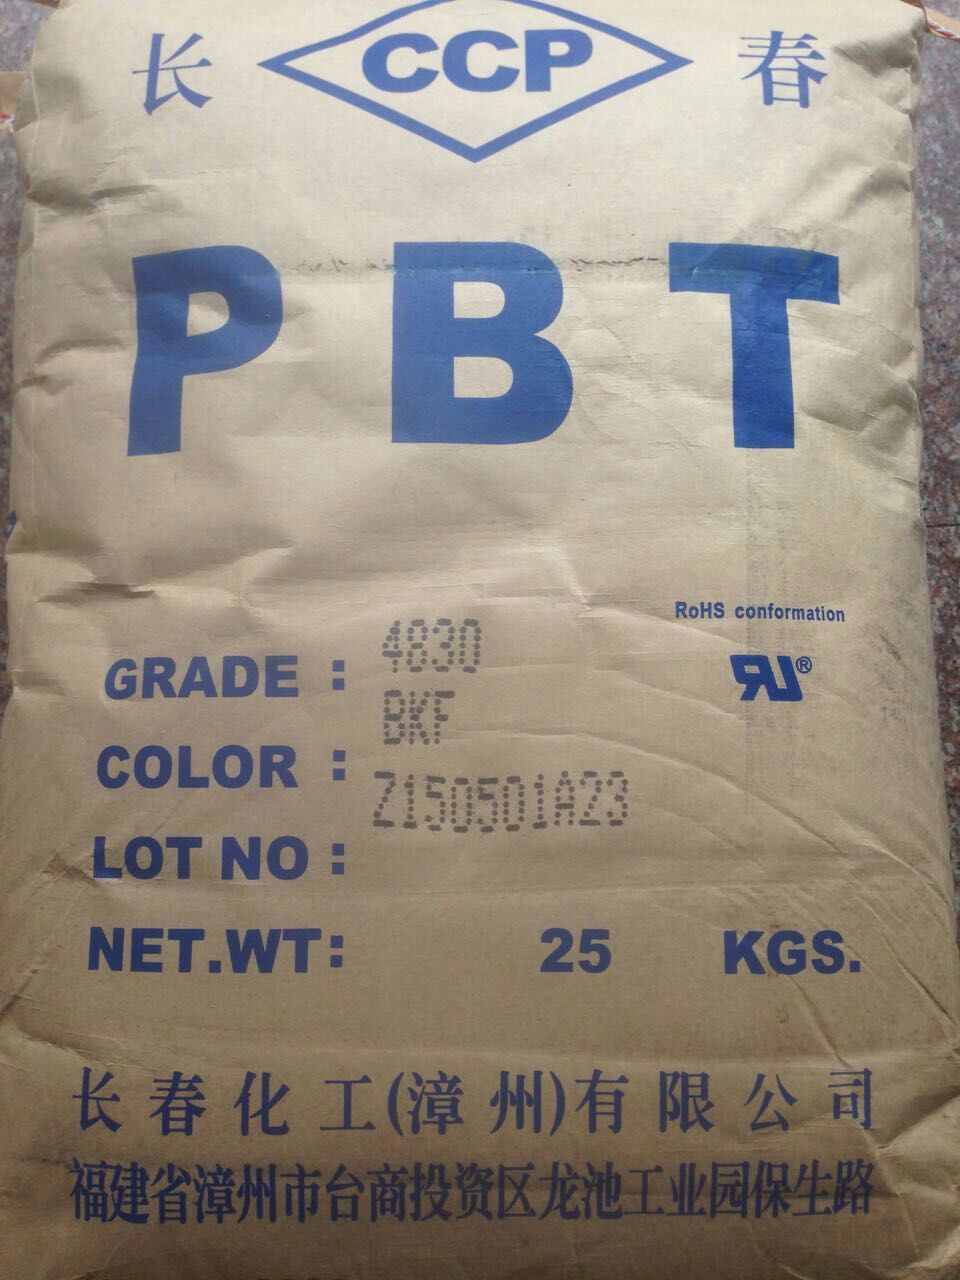 长 CCP 春
PBT
RoHS conformation
RU®
GRADE : 4830
COLOR : BKF
LOT NO : Z150501A23
NET.WT: 25 KGS.
长春化工(漳州)有限公司
福建省漳州市台商投资区龙池工业园保生路